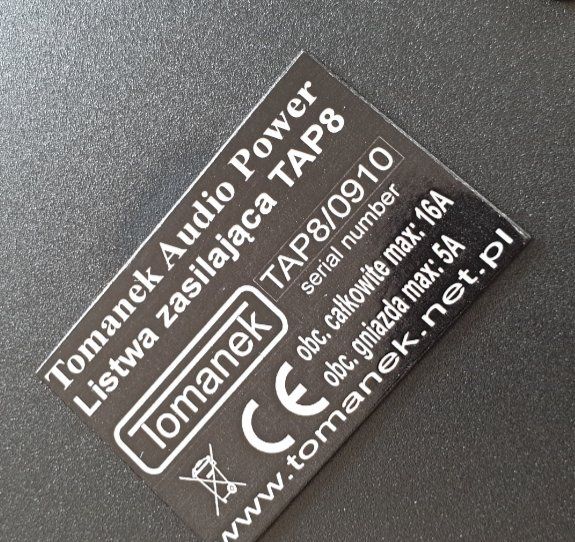 Tomanek Audio Power
Listwa zasilająca TAP8
Tomanek
TAP8/0910
serial number
CE
obc. całkowite max: 16A
obc. gniazda max: 5A
www.tomanek.net.pl